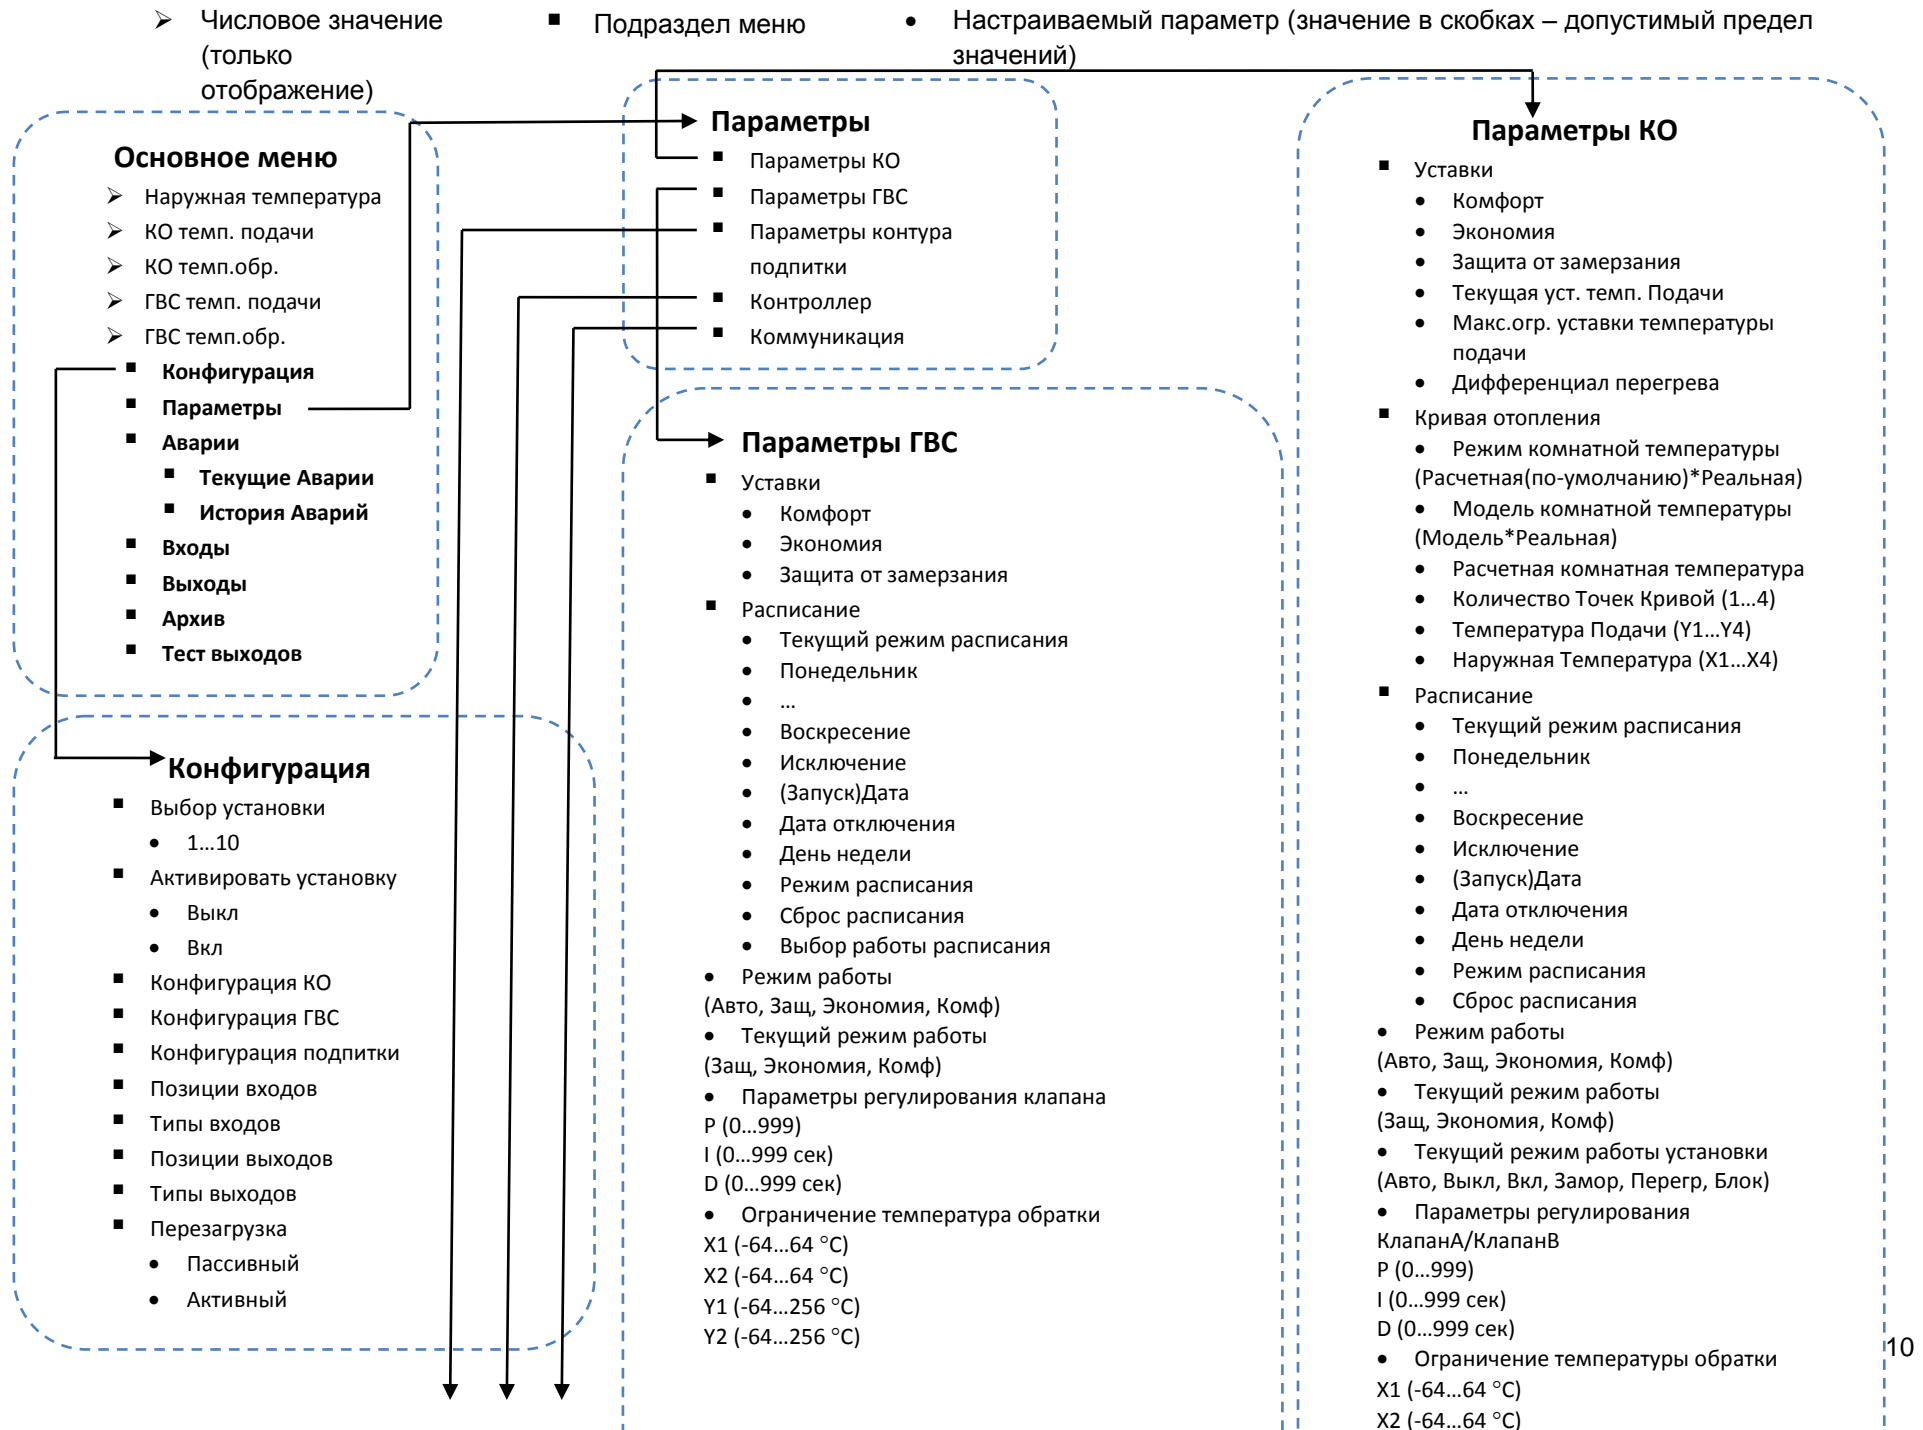 Числовое значение
(только
отображение)
Подраздел меню
Настраиваемый параметр (значение в скобках – допустимый предел
значений)
Основное меню
Наружная температура
КО темп. подачи
КО темп.обр.
ГВС темп. подачи
ГВС темп.обр.
Конфигурация
Параметры
Аварии
Текущие Аварии
История Аварий
Входы
Выходы
Архив
Тест выходов
Конфигурация
Выбор установки
1…10
Активировать установку
Выкл
Вкл
Конфигурация КО
Конфигурация ГВС
Конфигурация подпитки
Позиции входов
Типы входов
Позиции выходов
Типы выходов
Перезагрузка
Пассивный
Активный
Параметры
Параметры КО
Параметры ГВС
Параметры контура
подпитки
Контроллер
Коммуникация
Параметры ГВС
Уставки
Комфорт
Экономия
Защита от замерзания
Расписание
Текущий режим расписания
Понедельник
…
Воскресение
Исключение
(Запуск)Дата
Дата отключения
День недели
Режим расписания
Сброс расписания
Выбор работы расписания
Режим работы
(Авто, Защ, Экономия, Комф)
Текущий режим работы
(Защ, Экономия, Комф)
Параметры регулирования клапана
P (0…999)
I (0…999 сек)
D (0…999 сек)
Ограничение температура обратки
X1 (-64…64 °C)
X2 (-64…64 °C)
Y1 (-64…256 °C)
Y2 (-64…256 °C)
Параметры КО
Уставки
Комфорт
Экономия
Защита от замерзания
Текущая уст. темп. Подачи
Макс.огр. уставки температуры
подачи
Дифференциал перегрева
Кривая отопления
Режим комнатной температуры
(Расчетная(по-умолчанию)*Реальная)
Модель комнатной температуры
(Модель*Реальная)
Расчетная комнатная температура
Количество Точек Кривой (1…4)
Температура Подачи (Y1…Y4)
Наружная Температура (X1…X4)
Расписание
Текущий режим расписания
Понедельник
…
Воскресение
Исключение
(Запуск)Дата
Дата отключения
День недели
Режим расписания
Сброс расписания
Режим работы
(Авто, Защ, Экономия, Комф)
Текущий режим работы
(Защ, Экономия, Комф)
Текущий режим работы установки
(Авто, Выкл, Вкл, Замор, Перегр, Блок)
Параметры регулирования
КлапанА/КлапанВ
P (0…999)
I (0…999 сек)
D (0…999 сек)
Ограничение температуры обратки
X1 (-64…64 °C)
X2 (-64…64 °C)
10